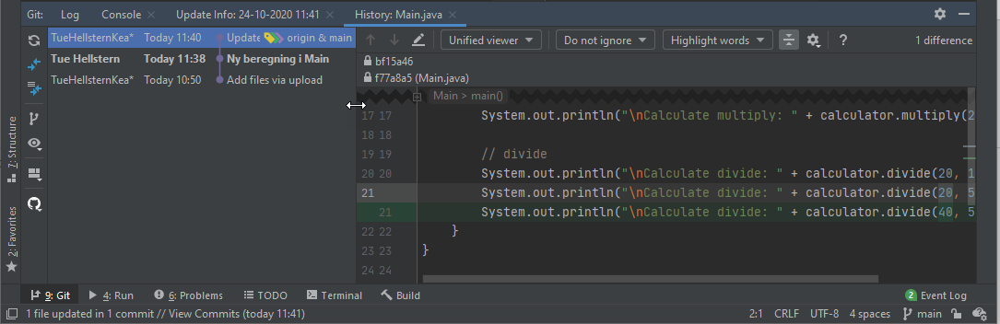 Git: Log Console × Update Info: 24-10-2020 11:41 × History: Main.java ×
Unified viewer Do not ignore Highlight words ? 1 difference
TueHellsternKea* Today 11:40 Update origin & main
Tue Hellstern Today 11:38 Ny beregning i Main
TueHellsternKea* Today 10:50 Add files via upload
bf15a46
f77a8a5 (Main.java)
Main > main()
17 17 System.out.println("\nCalculate multiply: " + calculator.multiply(2
18 18
19 19 // divide
20 20 System.out.println("\nCalculate divide: " + calculator.divide(20, 1
21 System.out.println("\nCalculate divide: " + calculator.divide(20, 5
21 System.out.println("\nCalculate divide: " + calculator.divide(40, 5
22 22 }
23 23 }
24 24
Z: Structure
2: Favorites
9: Git 4: Run 6: Problems TODO Terminal Build 2 Event Log
1 file updated in 1 commit // View Commits (today 11:41) 2:1 CRLF UTF-8 4 spaces main